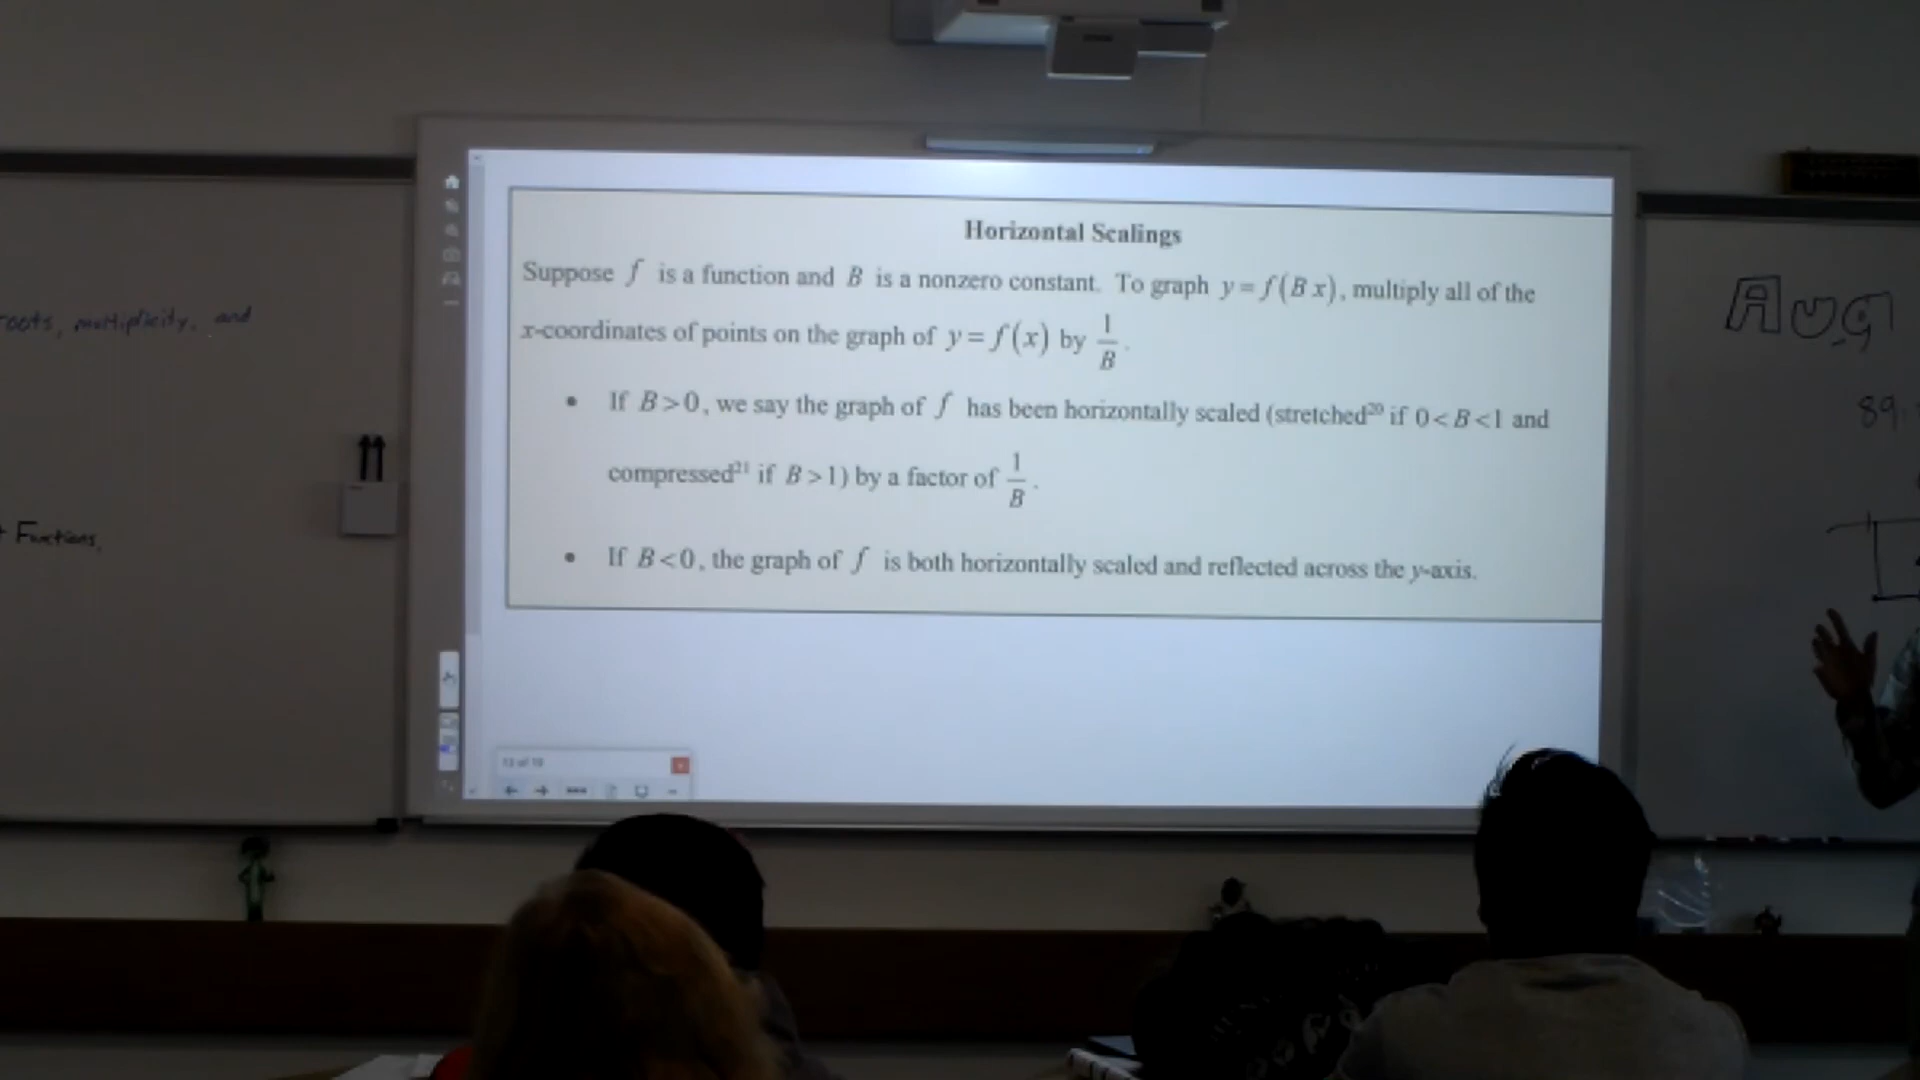 Horizontal Scalings
Suppose f is a function and B is a nonzero constant. To graph y = f(Bx), multiply all of the
x-coordinates of points on the graph of y = f(x) by 1/B.
• If B > 0, we say the graph of f has been horizontally scaled (stretched²⁰ if 0 < B < 1 and
compressed²¹ if B > 1) by a factor of 1/B.
• If B < 0, the graph of f is both horizontally scaled and reflected across the y-axis.
roots, multiplicity, and
Functions,
Aug
89.